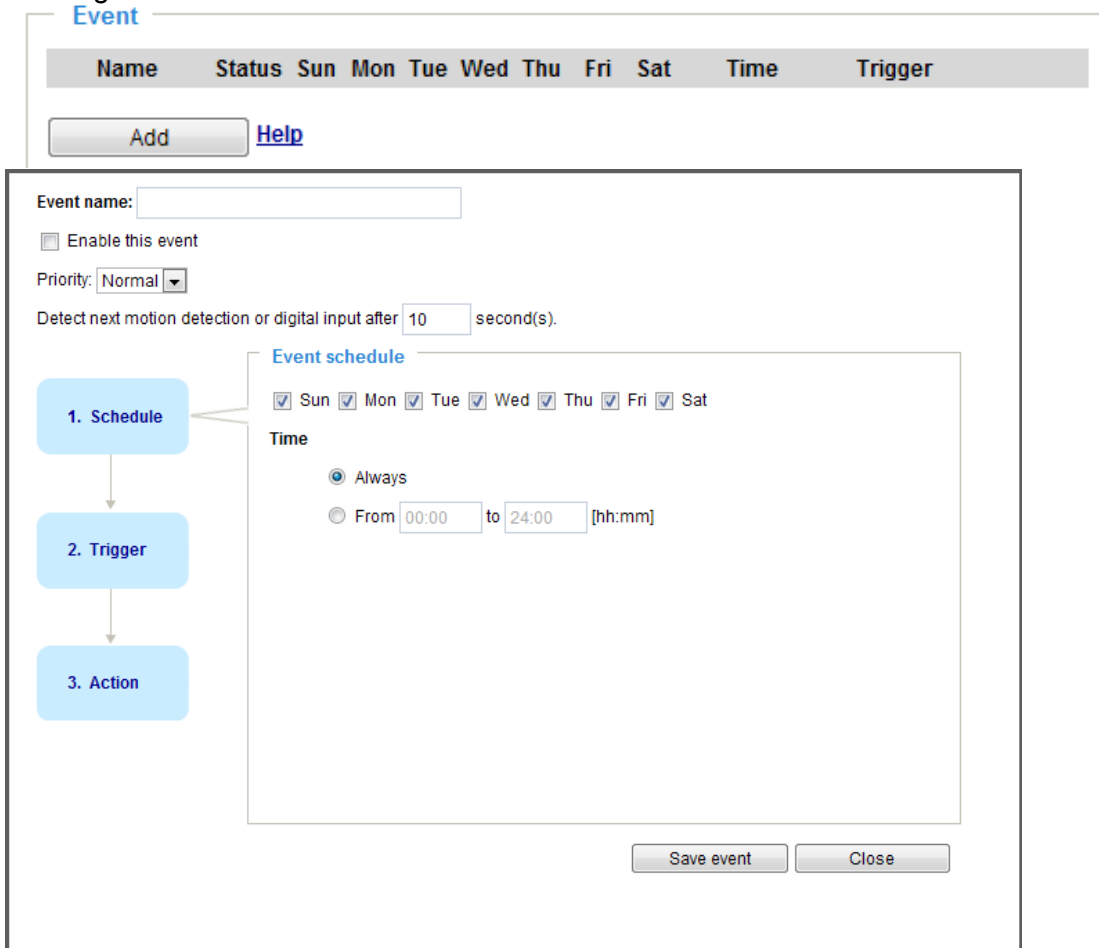 Event
Name Status Sun Mon Tue Wed Thu Fri Sat Time Trigger
Add Help
Event name:
Enable this event
Priority: Normal
Detect next motion detection or digital input after 10 second(s).
Event schedule
1. Schedule
Sun Mon Tue Wed Thu Fri Sat
Time
Always
From 00:00 to 24:00 [hh:mm]
2. Trigger
3. Action
Save event Close